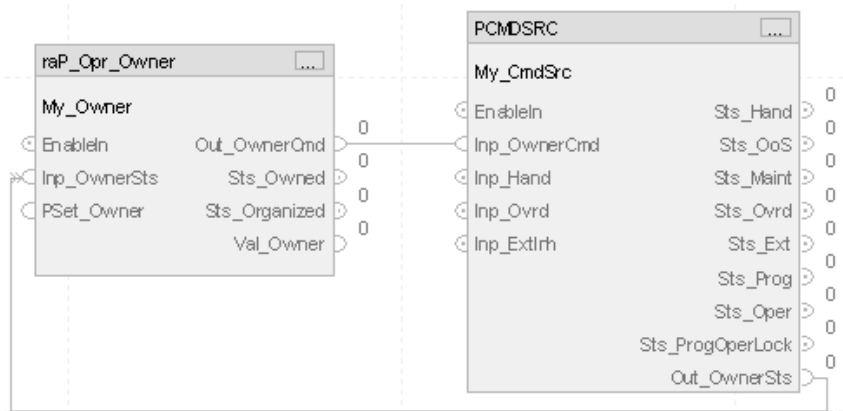 raP_Opr_Owner ...
My_Owner
EnableIn Out_OwnerCmd 0
Inp_OwnerSts Sts_Owned 0
PSet_Owner Sts_Organized 0
Val_Owner 0
PCMDSRC ...
My_CmdSrc
EnableIn Sts_Hand 0
Inp_OwnerCmd Sts_OoS 0
Inp_Hand Sts_Maint 0
Inp_Ovrd Sts_Ovrd 0
Inp_ExtInh Sts_Ext 0
Sts_Prog 0
Sts_Oper 0
Sts_ProgOperLock 0
Out_OwnerSts 0